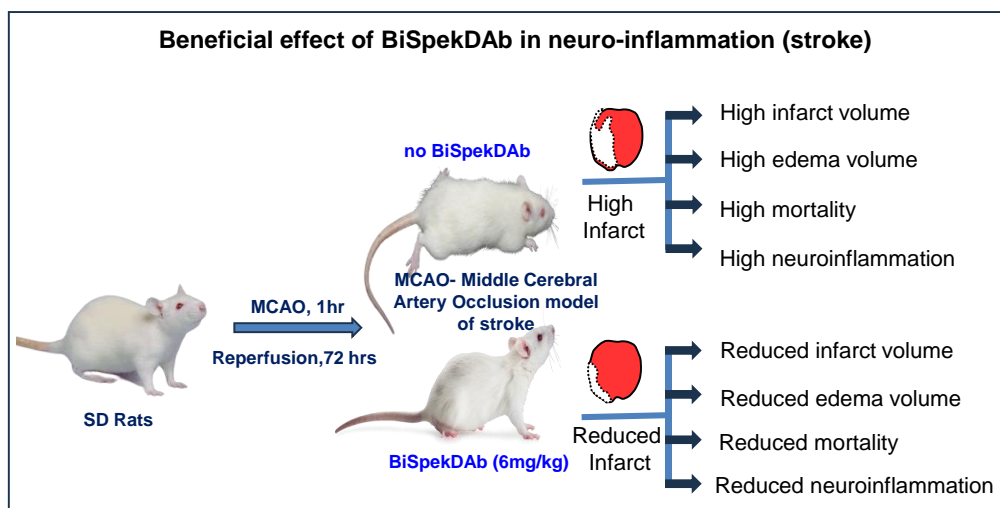 Beneficial effect of BiSpekDAb in neuro-inflammation (stroke)
no BiSpekDAb
High
Infarct
High infarct volume
High edema volume
High mortality
High neuroinflammation
MCAO- Middle Cerebral
Artery Occlusion model
of stroke
MCAO, 1hr
Reperfusion,72 hrs
SD Rats
BiSpekDAb (6mg/kg)
Reduced
Infarct
Reduced infarct volume
Reduced edema volume
Reduced mortality
Reduced neuroinflammation